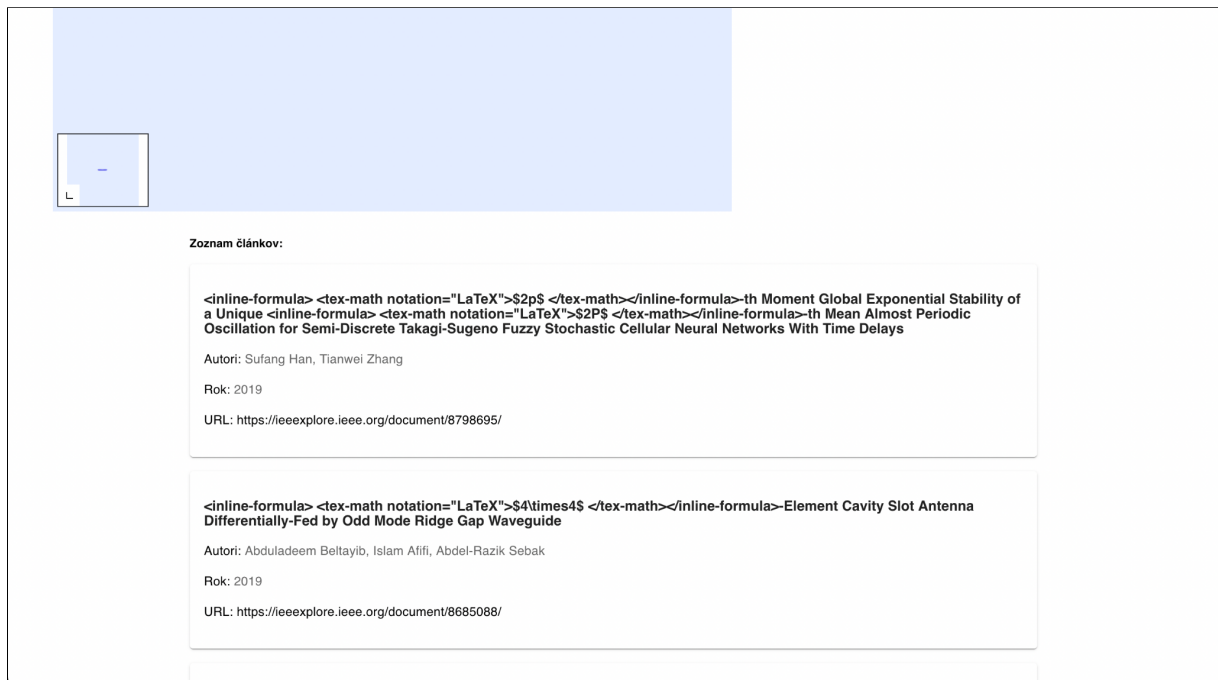 Zoznam článkov:
<inline-formula> <tex-math notation="LaTeX">$2p$ </tex-math></inline-formula>-th Moment Global Exponential Stability of
a Unique <inline-formula> <tex-math notation="LaTeX">$2P$ </tex-math></inline-formula>-th Mean Almost Periodic
Oscillation for Semi-Discrete Takagi-Sugeno Fuzzy Stochastic Cellular Neural Networks With Time Delays
Autori: Sufang Han, Tianwei Zhang
Rok: 2019
URL: https://ieeexplore.ieee.org/document/8798695/
<inline-formula> <tex-math notation="LaTeX">$4\times4$ </tex-math></inline-formula>-Element Cavity Slot Antenna
Differentially-Fed by Odd Mode Ridge Gap Waveguide
Autori: Abduladeem Beltayib, Islam Afifi, Abdel-Razik Sebak
Rok: 2019
URL: https://ieeexplore.ieee.org/document/8685088/